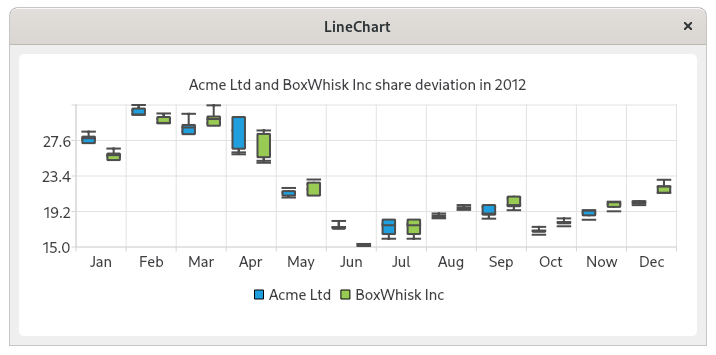 LineChart
×
Acme Ltd and BoxWhisk Inc share deviation in 2012
27.6
23.4
19.2
15.0
Jan Feb Mar Apr May Jun Jul Aug Sep Oct Now Dec
Acme Ltd BoxWhisk Inc